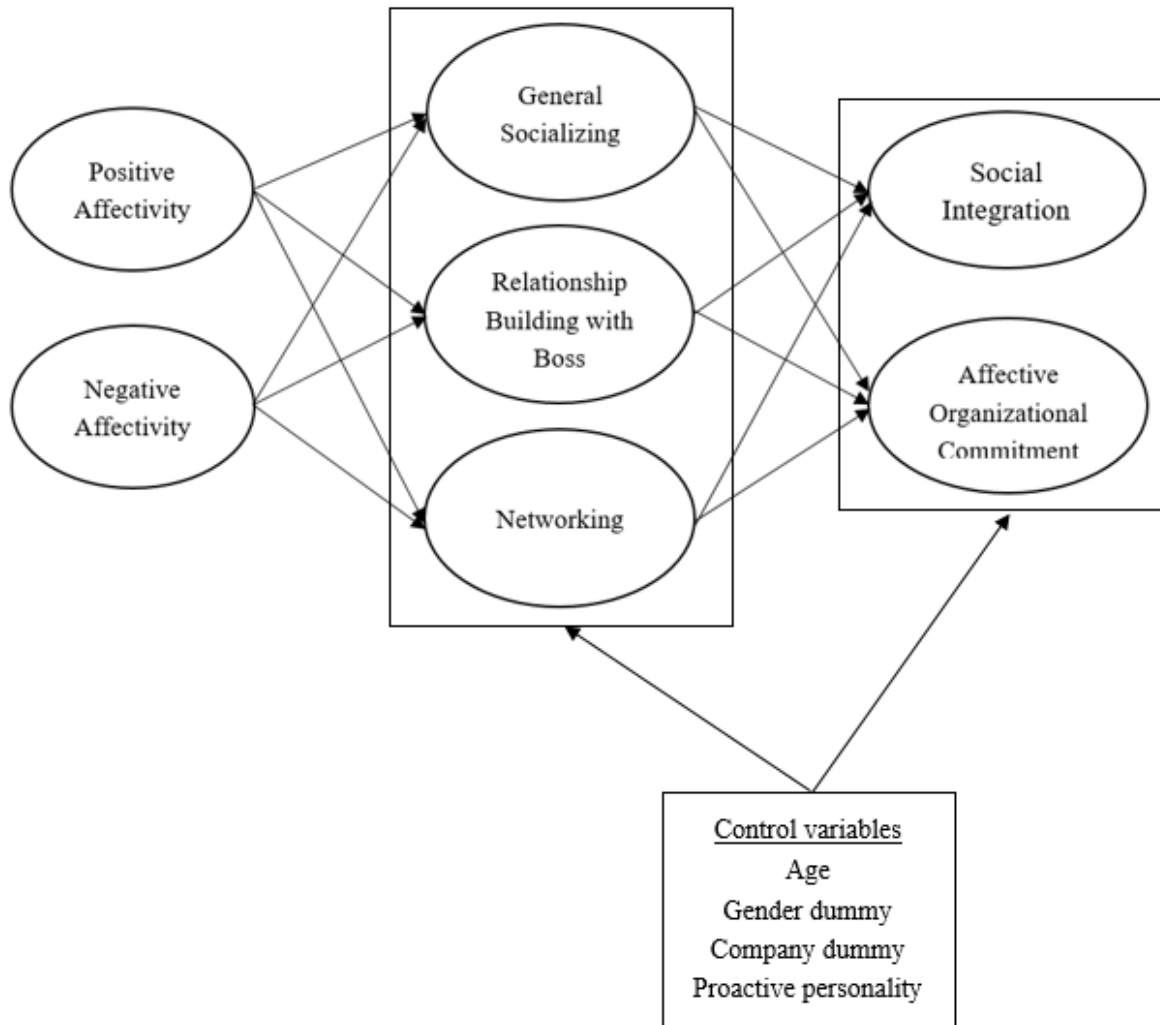 Positive
Affectivity
Negative
Affectivity
General
Socializing
Relationship
Building with
Boss
Networking
Social
Integration
Affective
Organizational
Commitment
Control variables
Age
Gender dummy
Company dummy
Proactive personality